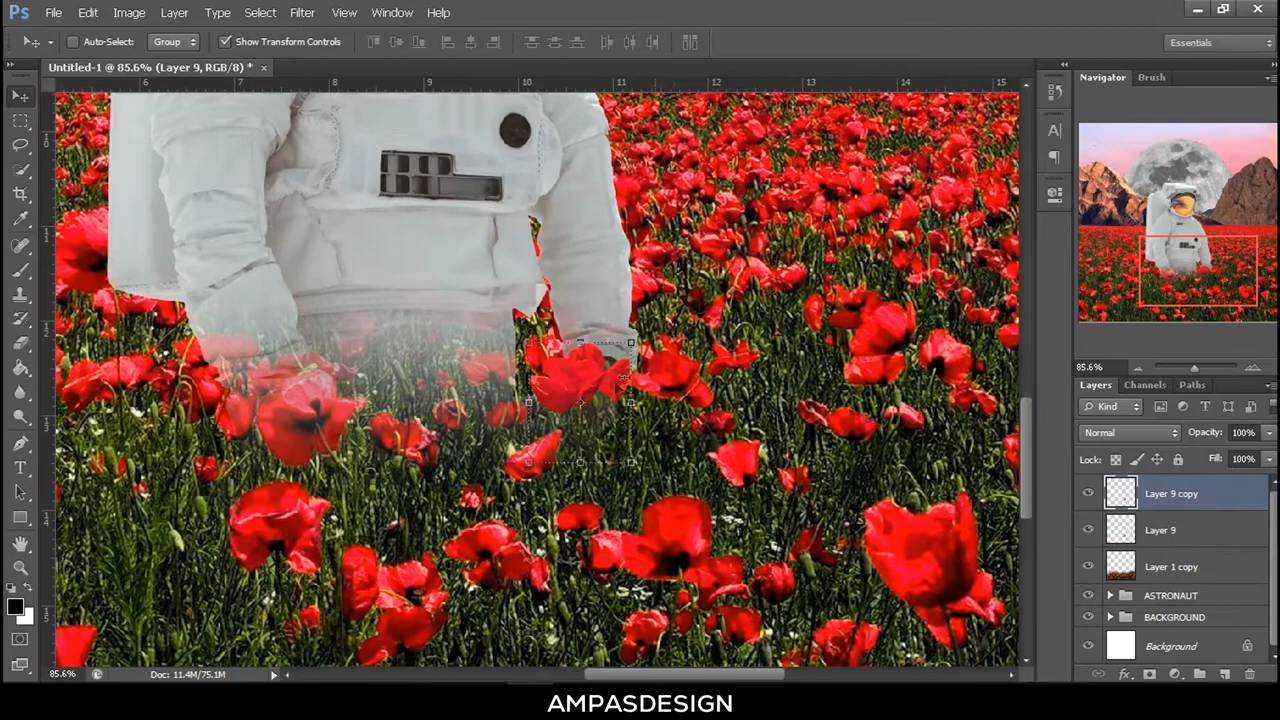 Ps File Edit Image Layer Type Select Filter View Window Help
Auto-Select: Group Show Transform Controls Essentials
Untitled-1 @ 85.6% (Layer 9, RGB/8) * ×
Navigator Brush
6 7 8 9 10 11 12 13 14 15
85.6%
Layers Channels Paths
Kind
Normal Opacity: 100%
Lock: Fill: 100%
Layer 9 copy
Layer 9
Layer 1 copy
ASTRONAUT
BACKGROUND
Background
85.6% Doc: 11.4M/75.1M
fx
AMPASDESIGN